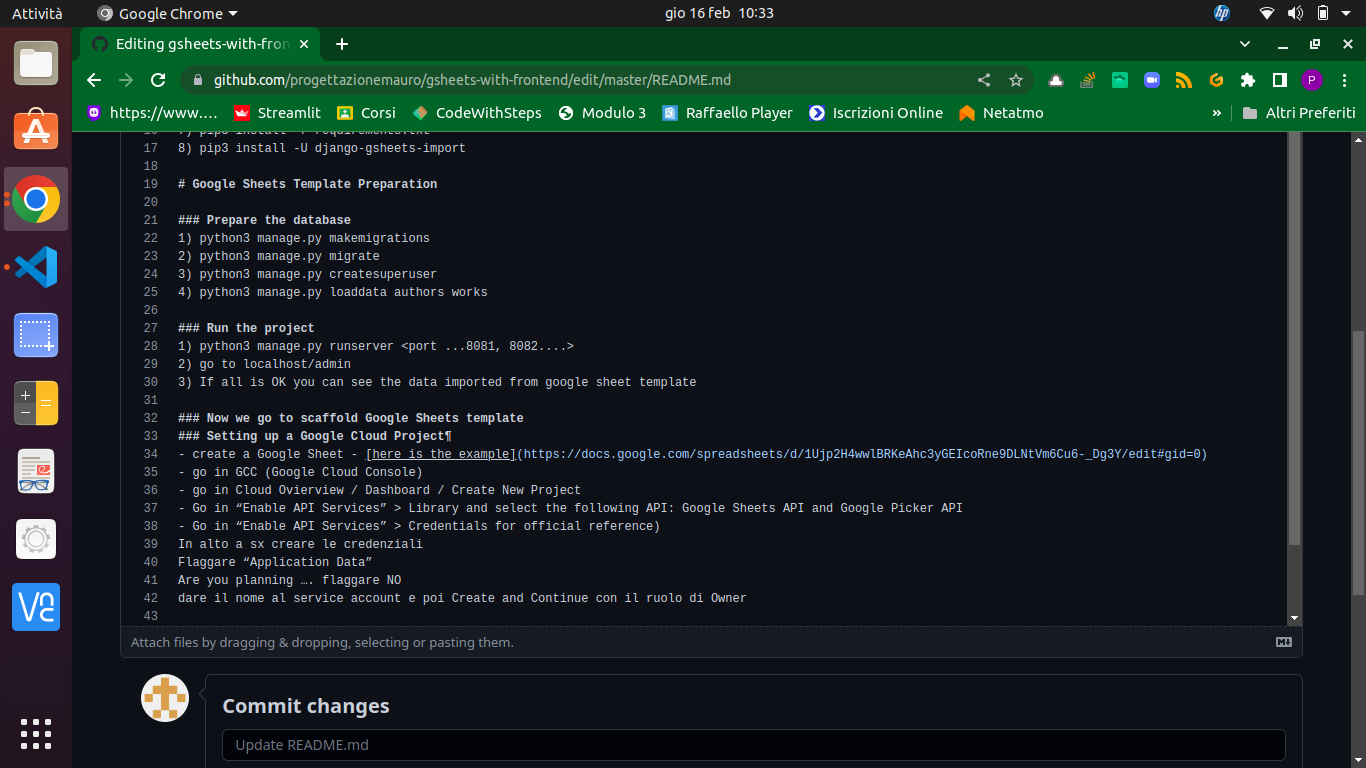 Attività
Google Chrome
gio 16 feb 10:33
hp
Editing gsheets-with-fron
github.com/progettazionemauro/gsheets-with-frontend/edit/master/README.md
P
https://www....
Streamlit
Corsi
CodeWithSteps
Modulo 3
Raffaello Player
Iscrizioni Online
Netatmo
»
Altri Preferiti
16 7) pip3 install -r requirements.txt
17 8) pip3 install -U django-gsheets-import
18
19 # Google Sheets Template Preparation
20
21 ### Prepare the database
22 1) python3 manage.py makemigrations
23 2) python3 manage.py migrate
24 3) python3 manage.py createsuperuser
25 4) python3 manage.py loaddata authors works
26
27 ### Run the project
28 1) python3 manage.py runserver <port ...8081, 8082....>
29 2) go to localhost/admin
30 3) If all is OK you can see the data imported from google sheet template
31
32 ### Now we go to scaffold Google Sheets template
33 ### Setting up a Google Cloud Project¶
34 - create a Google Sheet - [here is the example](https://docs.google.com/spreadsheets/d/1Ujp2H4wwlBRKeAhc3yGEIcoRne9DLNtVm6Cu6-_Dg3Y/edit#gid=0)
35 - go in GCC (Google Cloud Console)
36 - go in Cloud Ovierview / Dashboard / Create New Project
37 - Go in “Enable API Services” > Library and select the following API: Google Sheets API and Google Picker API
38 - Go in “Enable API Services” > Credentials for official reference)
39 In alto a sx creare le credenziali
40 Flaggare “Application Data”
41 Are you planning …. flaggare NO
42 dare il nome al service account e poi Create and Continue con il ruolo di Owner
43
Attach files by dragging & dropping, selecting or pasting them.
Commit changes
Update README.md